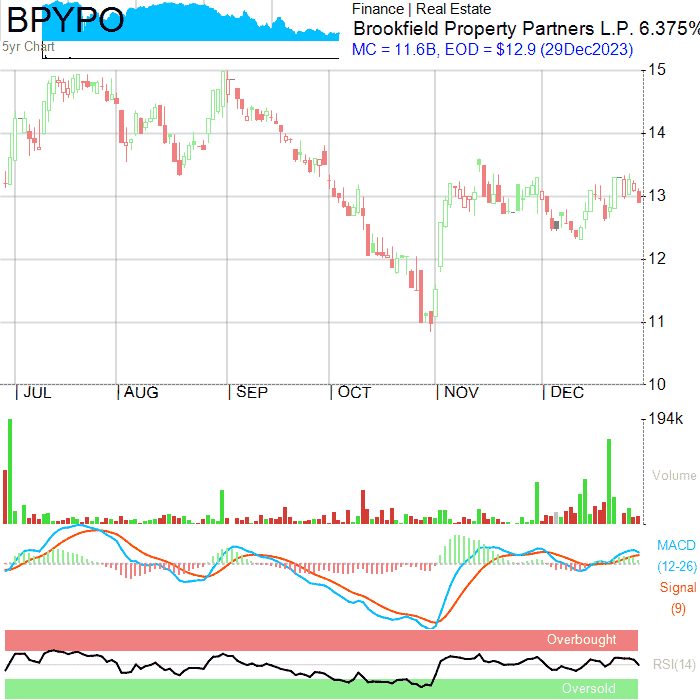 BPYPO
5yr Chart
Finance | Real Estate
Brookfield Property Partners L.P. 6.375%
MC = 11.6B, EOD = $12.9 (29Dec2023)
15
14
13
12
11
10
| JUL | AUG | SEP | OCT | NOV | DEC
194k
Volume
MACD
(12-26)
Signal
(9)
Overbought
RSI(14)
Oversold